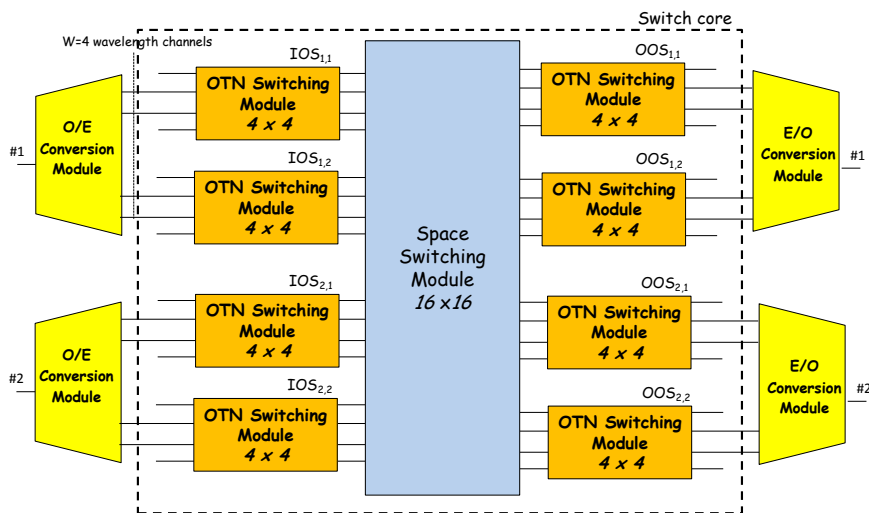 Switch core
W=4 wavelength channels
IOS1,1
OOS1,1
OTN Switching
Module
4 x 4
OTN Switching
Module
4 x 4
O/E
Conversion
Module
#1
E/O
Conversion
Module
#1
IOS1,2
OOS1,2
OTN Switching
Module
4 x 4
OTN Switching
Module
4 x 4
Space
Switching
Module
16 x16
IOS2,1
OOS2,1
OTN Switching
Module
4 x 4
OTN Switching
Module
4 x 4
O/E
Conversion
Module
#2
E/O
Conversion
Module
#2
IOS2,2
OOS2,2
OTN Switching
Module
4 x 4
OTN Switching
Module
4 x 4